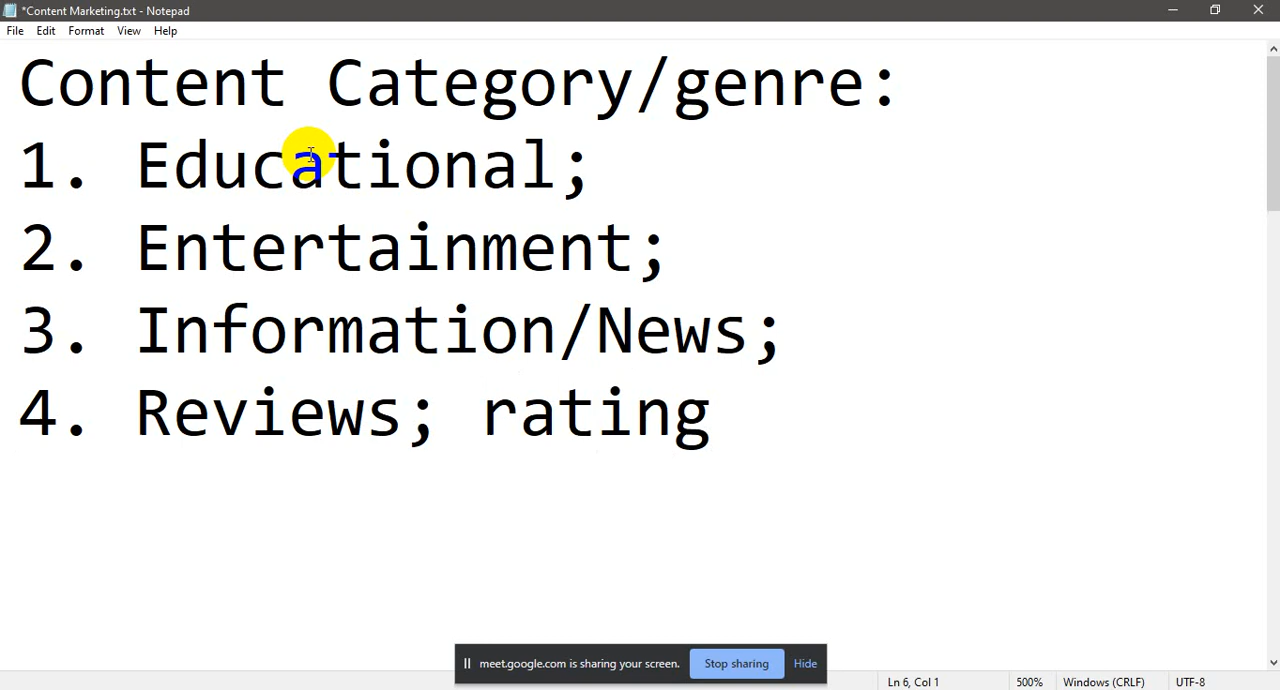 *Content Marketing.txt - Notepad
File Edit Format View Help
Content Category/genre:
1. Educational;
2. Entertainment;
3. Information/News;
4. Reviews; rating
meet.google.com is sharing your screen. Stop sharing Hide
Ln 6, Col 1 500% Windows (CRLF) UTF-8